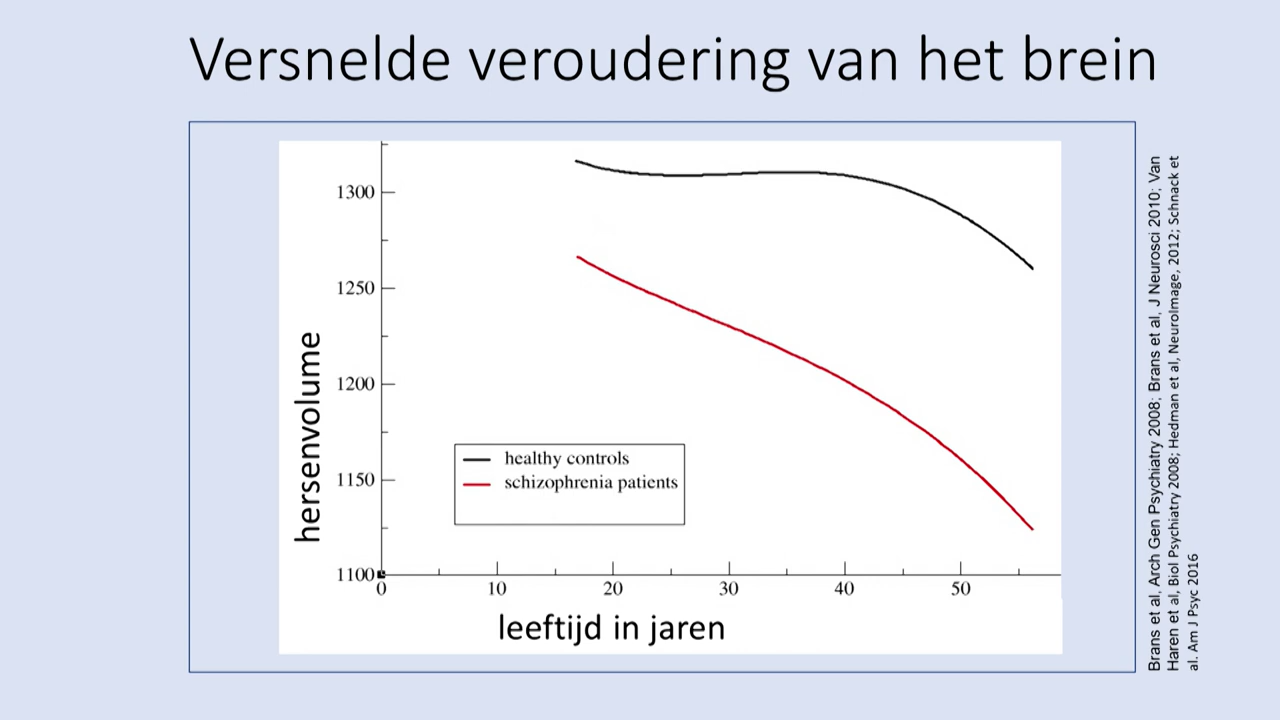 Versnelde veroudering van het brein
1300
1250
1200
1150
1100
hersenvolume
healthy controls
schizophrenia patients
0 10 20 30 40 50
leeftijd in jaren
Brans et al, Arch Gen Psychiatry 2008; Brans et al, J Neurosci 2010; Van
Haren et al, Biol Psychiatry 2008; Hedman et al, NeuroImage, 2012; Schnack et
al. Am J Psyc 2016